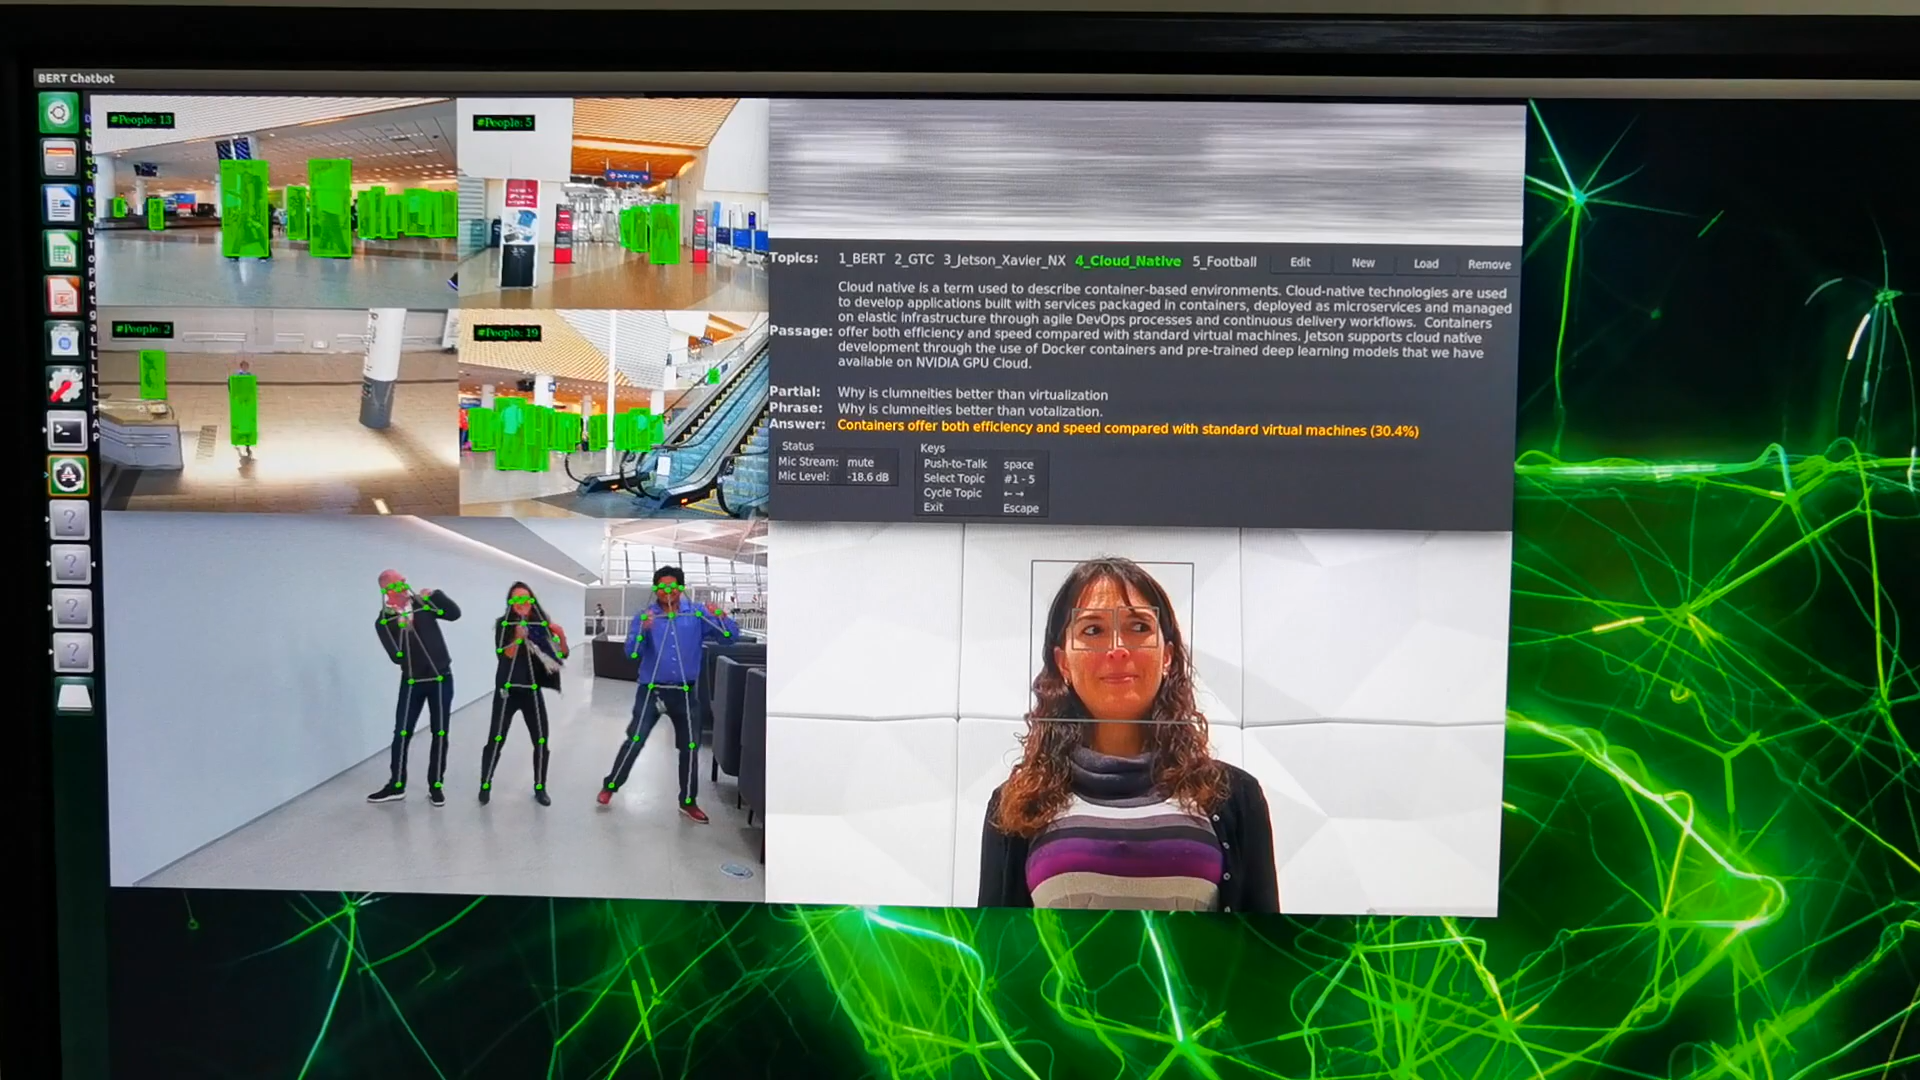 BERT Chatbot
#People: 13
#People: 5
#People: 2
#People: 19
Topics: 1_BERT 2_GTC 3_Jetson_Xavier_NX 4_Cloud_Native 5_Football Edit New Load Remove
Cloud native is a term used to describe container-based environments. Cloud-native technologies are used
to develop applications built with services packaged in containers, deployed as microservices and managed
on elastic infrastructure through agile DevOps processes and continuous delivery workflows. Containers
Passage: offer both efficiency and speed compared with standard virtual machines. Jetson supports cloud native
development through the use of Docker containers and pre-trained deep learning models that we have
available on NVIDIA GPU Cloud.
Partial: Why is clumneities better than virtualization
Phrase: Why is clumneities better than votalization.
Answer: Containers offer both efficiency and speed compared with standard virtual machines (30.4%)
Status
Mic Stream: mute
Mic Level: -18.6 dB
Keys
Push-to-Talk space
Select Topic #1 - 5
Cycle Topic ←→
Exit Escape